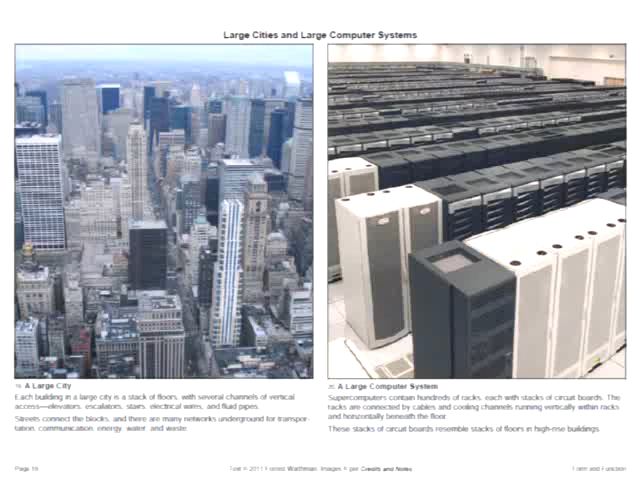 Large Cities and Large Computer Systems
A Large City
Each building in a large city is a stack of floors, with several channels of vertical
access—elevators, escalators, stairs, electrical wires, and fluid pipes.
Streets connect the blocks, and there are many networks underground for transpor-
tation, communication, energy, water, and waste.
A Large Computer System
Supercomputers contain hundreds of racks, each with stacks of circuit boards. The
racks are connected by cables and cooling channels running vertically within racks
and horizontally beneath the floor.
These stacks of circuit boards resemble stacks of floors in high-rise buildings.
Page 19
Text © 2011 Forrest Warthman, Images © per Credits and Notes
Form and Function